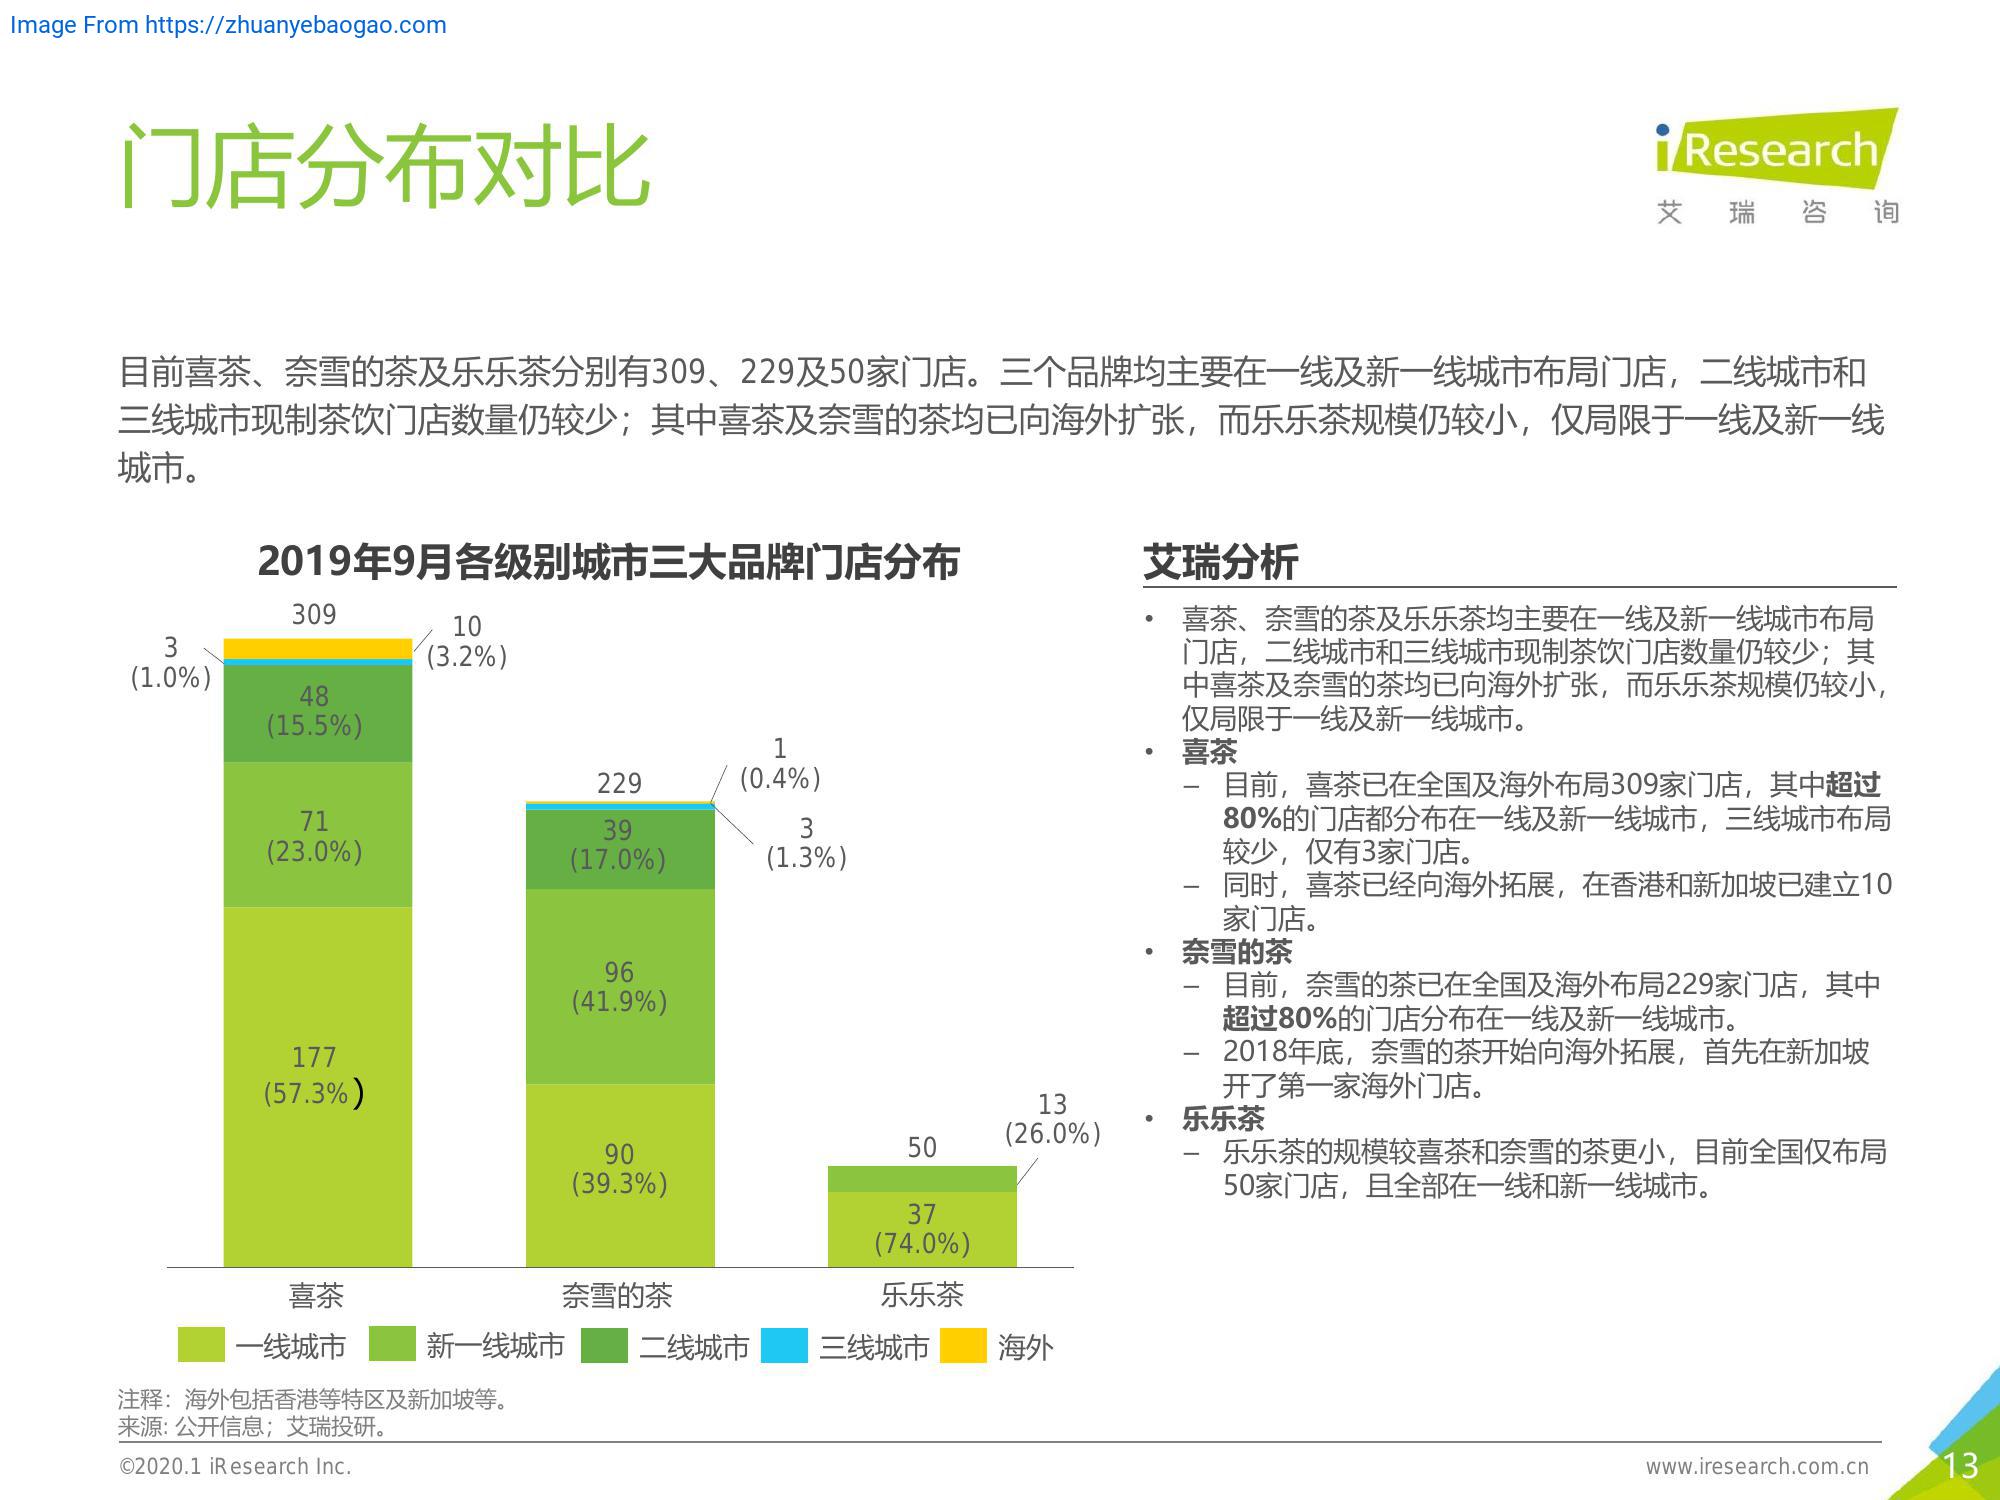 Image From https://zhuanyebaogao.com
门店分布对比
iResearch
艾 瑞 咨 询
目前喜茶、奈雪的茶及乐乐茶分别有309、229及50家门店。三个品牌均主要在一线及新一线城市布局门店，二线城市和
三线城市现制茶饮门店数量仍较少；其中喜茶及奈雪的茶均已向海外扩张，而乐乐茶规模仍较小，仅局限于一线及新一线
城市。
2019年9月各级别城市三大品牌门店分布
309
10
(3.2%)
3
(1.0%)
48
(15.5%)
71
(23.0%)
177
(57.3%)
229
1
(0.4%)
3
(1.3%)
39
(17.0%)
96
(41.9%)
90
(39.3%)
50
13
(26.0%)
37
(74.0%)
喜茶
奈雪的茶
乐乐茶
一线城市
新一线城市
二线城市
三线城市
海外
艾瑞分析
• 喜茶、奈雪的茶及乐乐茶均主要在一线及新一线城市布局
门店，二线城市和三线城市现制茶饮门店数量仍较少；其
中喜茶及奈雪的茶均已向海外扩张，而乐乐茶规模仍较小，
仅局限于一线及新一线城市。
• 喜茶
– 目前，喜茶已在全国及海外布局309家门店，其中超过
80%的门店都分布在一线及新一线城市，三线城市布局
较少，仅有3家门店。
– 同时，喜茶已经向海外拓展，在香港和新加坡已建立10
家门店。
• 奈雪的茶
– 目前，奈雪的茶已在全国及海外布局229家门店，其中
超过80%的门店分布在一线及新一线城市。
– 2018年底，奈雪的茶开始向海外拓展，首先在新加坡
开了第一家海外门店。
• 乐乐茶
– 乐乐茶的规模较喜茶和奈雪的茶更小，目前全国仅布局
50家门店，且全部在一线和新一线城市。
注释：海外包括香港等特区及新加坡等。
来源: 公开信息；艾瑞投研。
©2020.1 iResearch Inc.
www.iresearch.com.cn
13